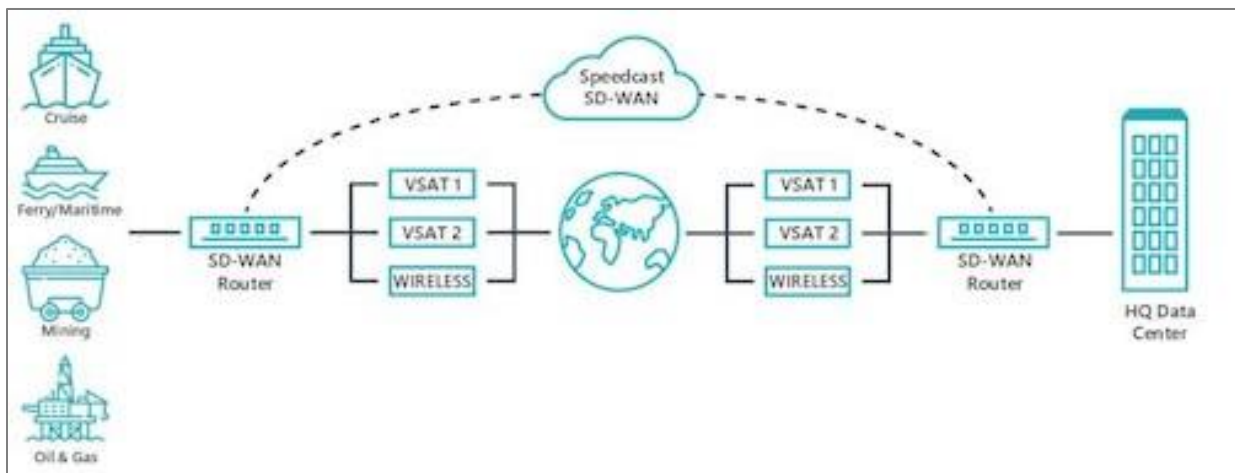 Cruise
Ferry/Maritime
Mining
Oil & Gas
SD-WAN
Router
VSAT 1
VSAT 2
WIRELESS
Speedcast
SD-WAN
VSAT 1
VSAT 2
WIRELESS
SD-WAN
Router
HQ Data
Center